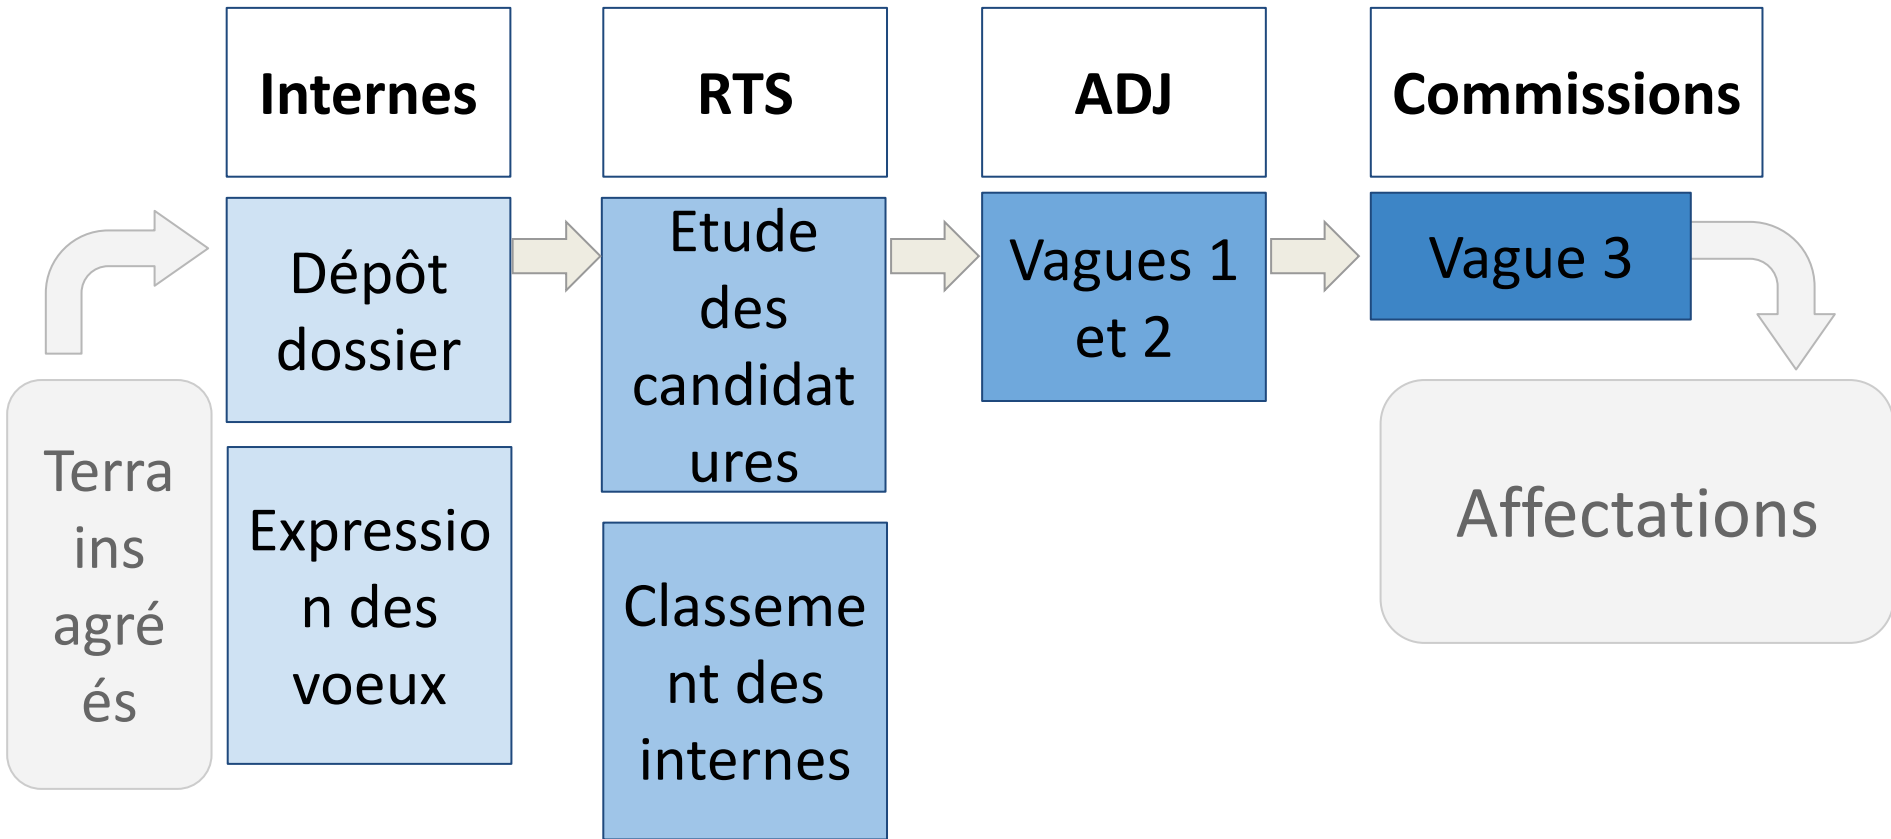 Internes
RTS
ADJ
Commissions
Terra
ins
agré
és
Dépôt
dossier
Expressio
n des
voeux
Etude
des
candidat
ures
Classeme
nt des
internes
Vagues 1
et 2
Vague 3
Affectations